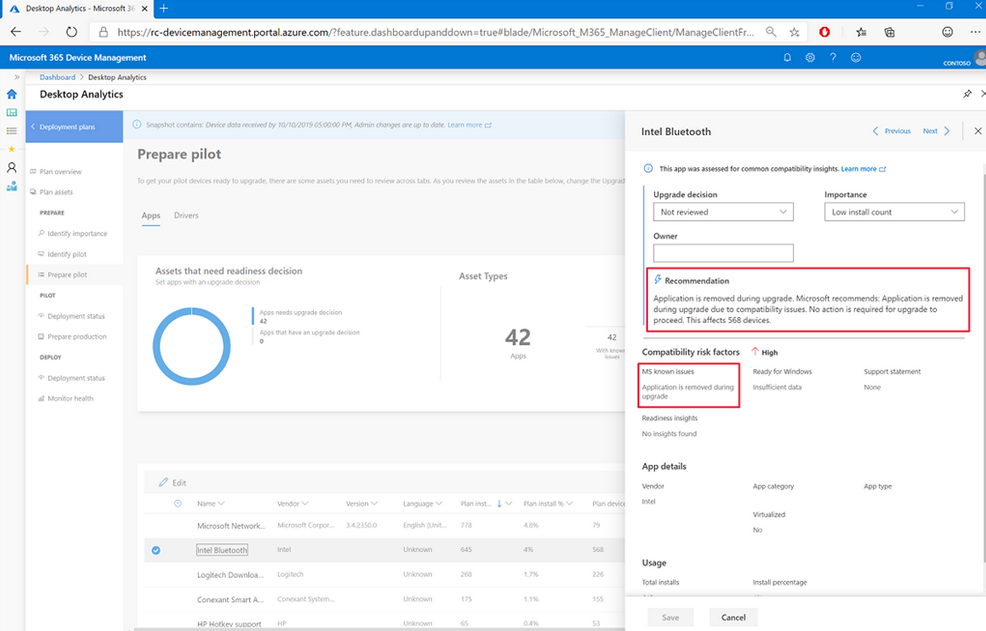 Desktop Analytics - Microsoft 36
https://rc-devicemanagement.portal.azure.com/?feature.dashboardupanddown=true#blade/Microsoft_M365_ManageClient/ManageClientFr...
Microsoft 365 Device Management
CONTOSO
Dashboard > Desktop Analytics
Desktop Analytics
Deployment plans
Plan overview
Plan assets
PREPARE
Identify importance
Identify pilot
Prepare pilot
PILOT
Deployment status
Prepare production
DEPLOY
Deployment status
Monitor health
Snapshot contains: Device data received by 10/10/2019 05:00:00 PM, Admin changes are up to date. Learn more
Prepare pilot
To get your pilot devices ready to upgrade, there are some assets you need to review across tabs. As you review the assets in the table below, change the Upgrad
Apps Drivers
Assets that need readiness decision
Set apps with an upgrade decision
Apps needs upgrade decision
42
Apps that have an upgrade decision
0
Asset Types
42
Apps
42
With known
issues
Edit
Name Vendor Version Language Plan inst... Plan install % Plan device
Microsoft Network... Microsoft Corpor... 3.4.2350.0 English (Unit... 778 4.8% 79
Intel Bluetooth Intel Unknown 645 4% 568
Logitech Downloa... Logitech Unknown 268 1.7% 226
Conexant Smart A... Conexant System... Unknown 175 1.1% 155
HP Hotkey support HP Unknown 65 0.4% 53
Intel Bluetooth
Previous Next
This app was assessed for common compatibility insights. Learn more
Upgrade decision Importance
Not reviewed Low install count
Owner
Recommendation
Application is removed during upgrade. Microsoft recommends: Application is removed
during upgrade due to compatibility issues. No action is required for upgrade to
proceed. This affects 568 devices.
Compatibility risk factors High
MS known issues Ready for Windows Support statement
Application is removed during
upgrade
Insufficient data None
Readiness insights
No insights found
App details
Vendor App category App type
Intel
Virtualized
No
Usage
Total installs Install percentage
Save Cancel